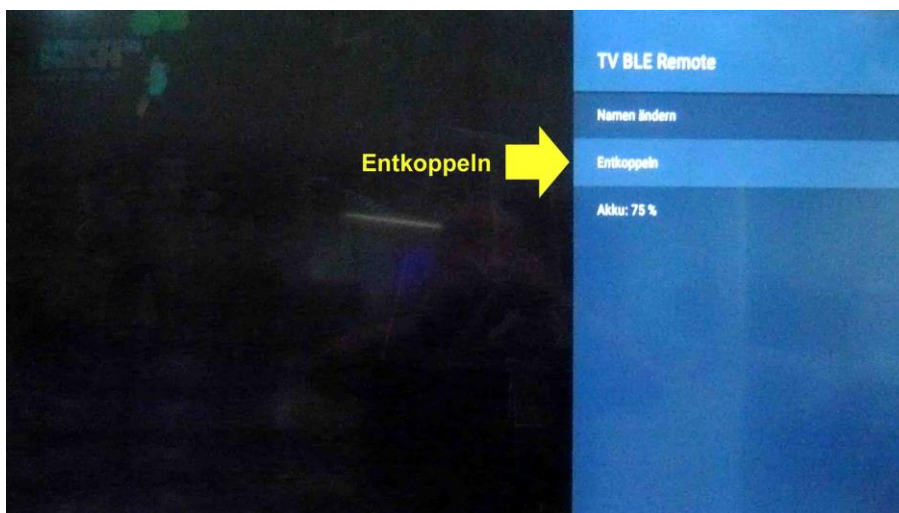 TV BLE Remote
Namen ändern
Entkoppeln
Entkoppeln
Akku: 75 %